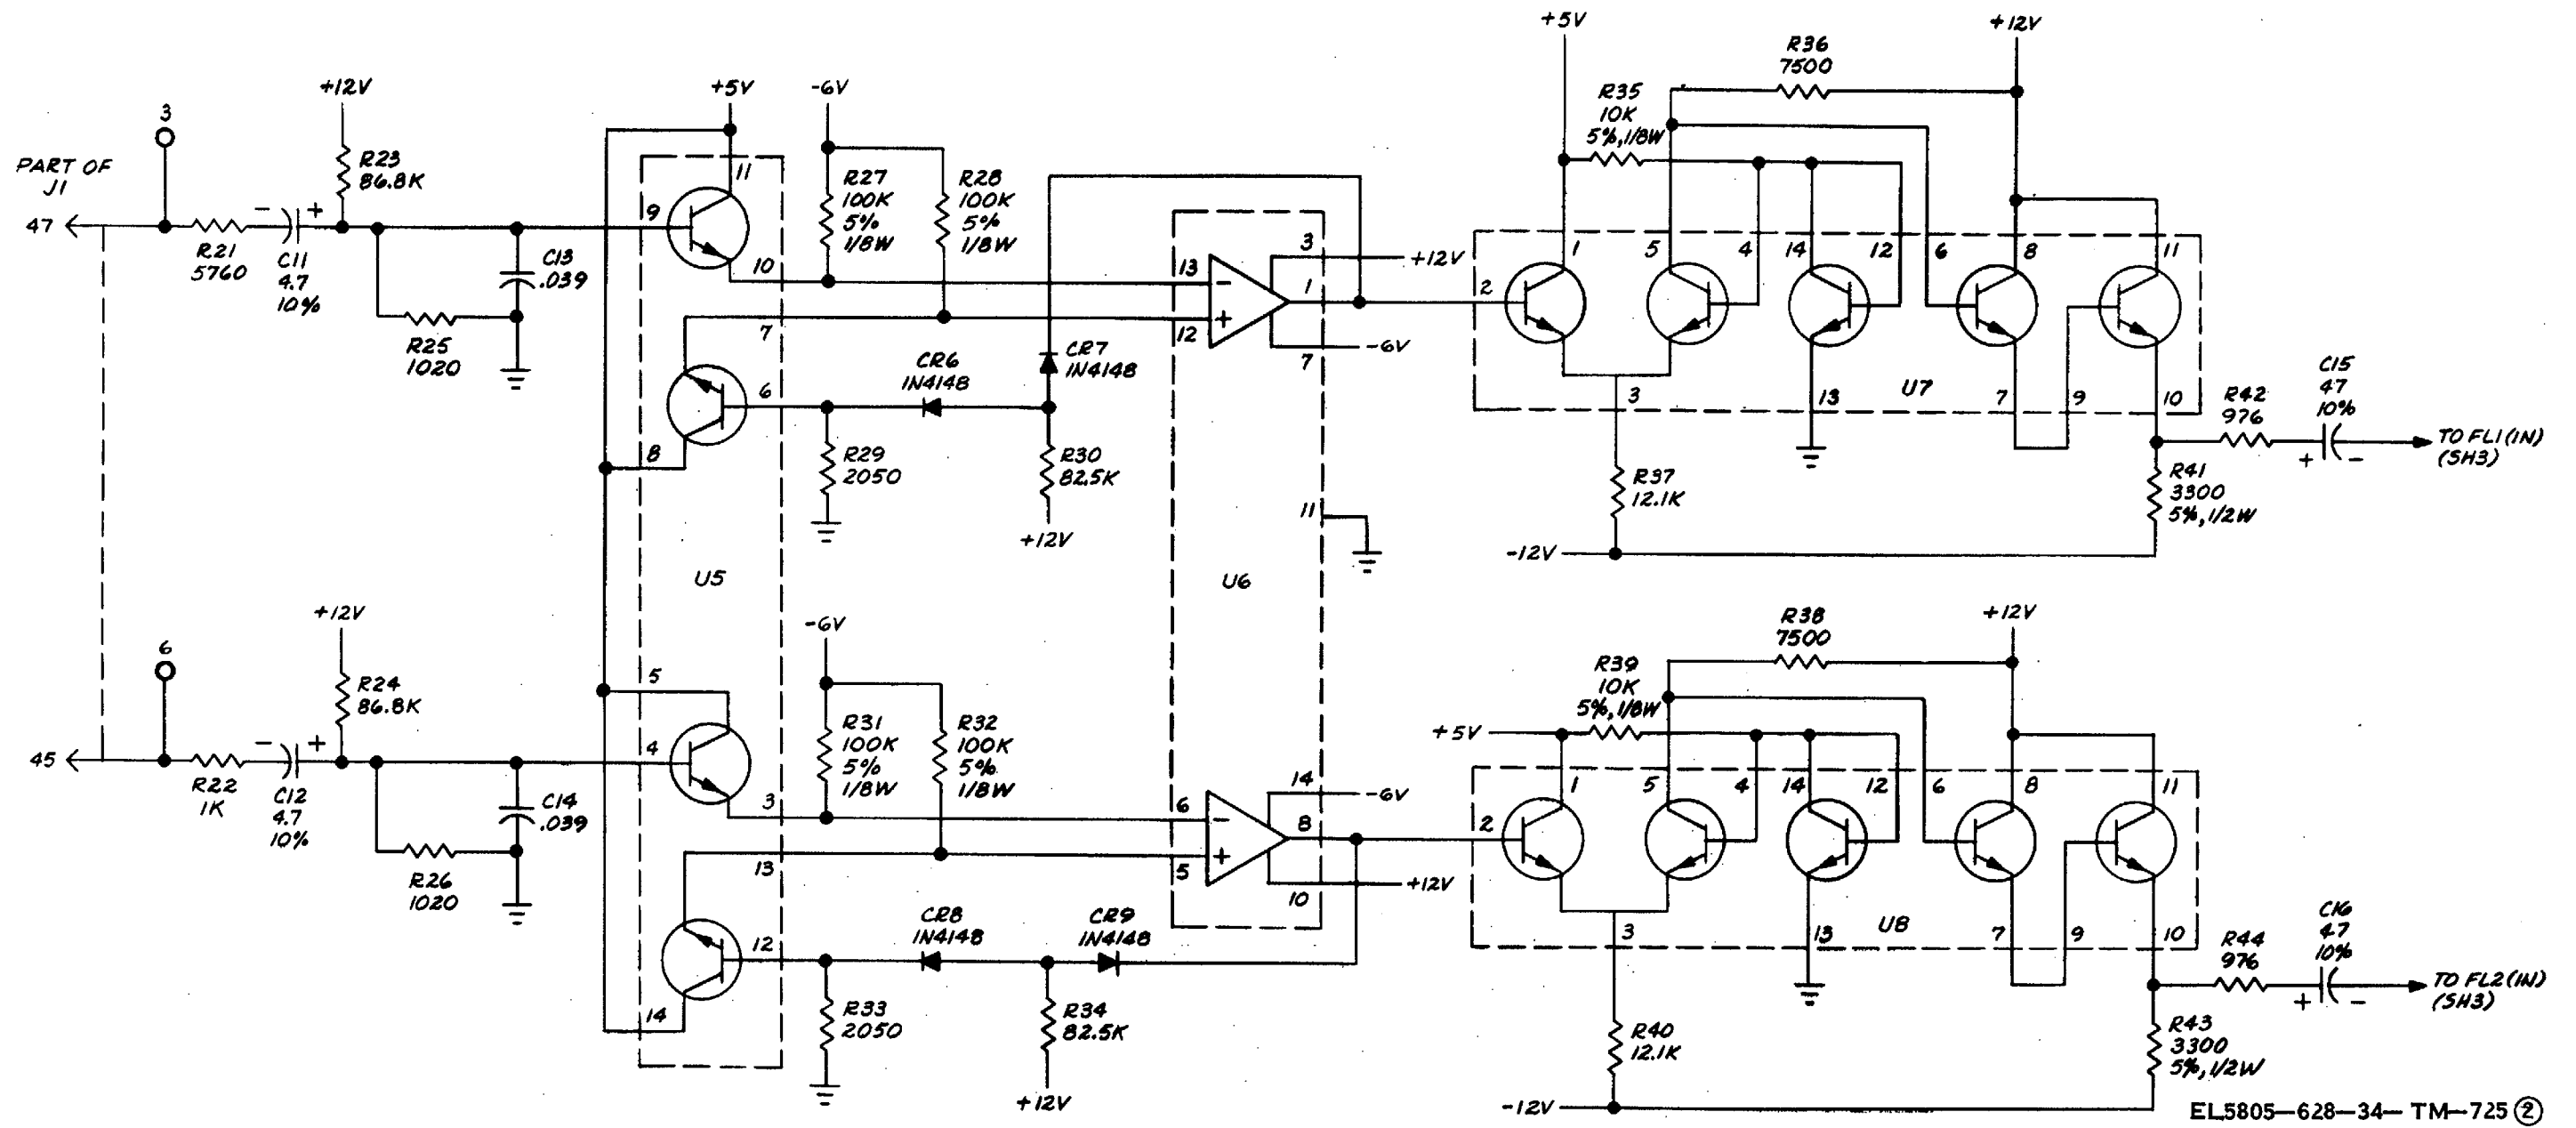 +5V
+12V
R36
7500
+12V
+5V
-6V
R35
10K
5%,1/8W
3
PART OF
J1
47
R23
86.8K
- +
R21
5760
C11
4.7
10%
R25
1020
C13
.039
9
11
10
7
6
8
R27
100K
5%
1/8W
R28
100K
5%
1/8W
CR6
1N4148
CR7
1N4148
R29
2050
R30
82.5K
+12V
13
-
+
12
3
+12V
1
-6V
7
11
U5
U6
1
5
4
14
12
6
8
11
2
3
13
U7
7
9
10
R37
12.1K
-12V
R42
976
C15
47
10%
+ -
TO FL1(IN)
(SH3)
R41
3300
5%,1/2W
+12V
-6V
R38
7500
+12V
6
45
R24
86.8K
- +
R22
1K
C12
4.7
10%
R26
1020
C14
.039
5
4
3
13
12
14
R31
100K
5%
1/8W
R32
100K
5%
1/8W
CR8
1N4148
CR9
1N4148
R33
2050
R34
82.5K
+12V
6
-
+
5
14
-6V
8
+12V
10
R39
10K
5%,1/8W
+5V
1
5
4
14
12
6
8
11
2
3
13
U8
7
9
10
R40
12.1K
-12V
R44
976
C16
47
10%
+ -
TO FL2(IN)
(SH3)
R43
3300
5%,1/2W
EL5805-628-34-TM-725 ②